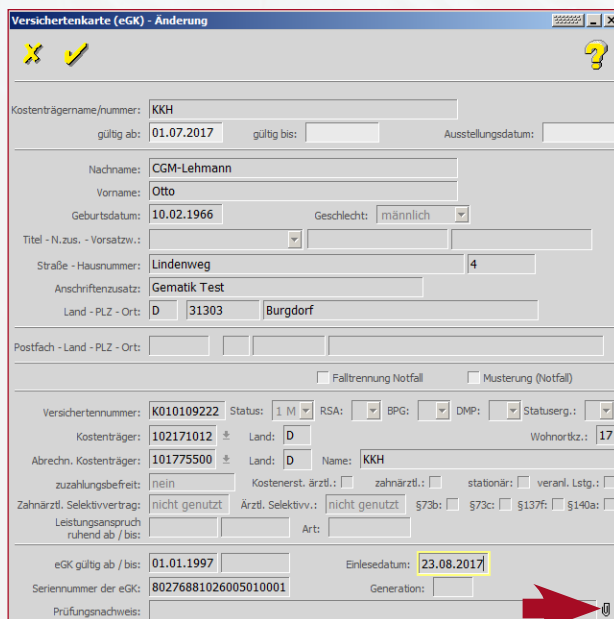 Versichertenkarte (eGK) - Änderung
Kostenträgername/nummer: KKH
gültig ab: 01.07.2017 gültig bis: Ausstellungsdatum:
Nachname: CGM-Lehmann
Vorname: Otto
Geburtsdatum: 10.02.1966 Geschlecht: männlich
Titel - N.zus. - Vorsatzw.:
Straße - Hausnummer: Lindenweg 4
Anschriftenzusatz: Gematik Test
Land - PLZ - Ort: D 31303 Burgdorf
Postfach - Land - PLZ - Ort:
Falltrennung Notfall Musterung (Notfall)
Versichertennummer: K010109222 Status: 1 M RSA: BPG: DMP: Statuserg.:
Kostenträger: 102171012 Land: D Wohnortkz.: 17
Abrechn. Kostenträger: 101775500 Land: D Name: KKH
zuzahlungsbefreit: nein Kostenerst. ärztl.: zahnärztl.: stationär: veranl. Lstg.:
Zahnärztl. Selektivvertrag: nicht genutzt Ärztl. Selektivv.: nicht genutzt §73b: §73c: §137f: §140a:
Leistungsanspruch
ruhend ab / bis: Art:
eGK gültig ab / bis: 01.01.1997 Einlesedatum: 23.08.2017
Seriennummer der eGK: 80276881026005010001 Generation:
Prüfungsnachweis: